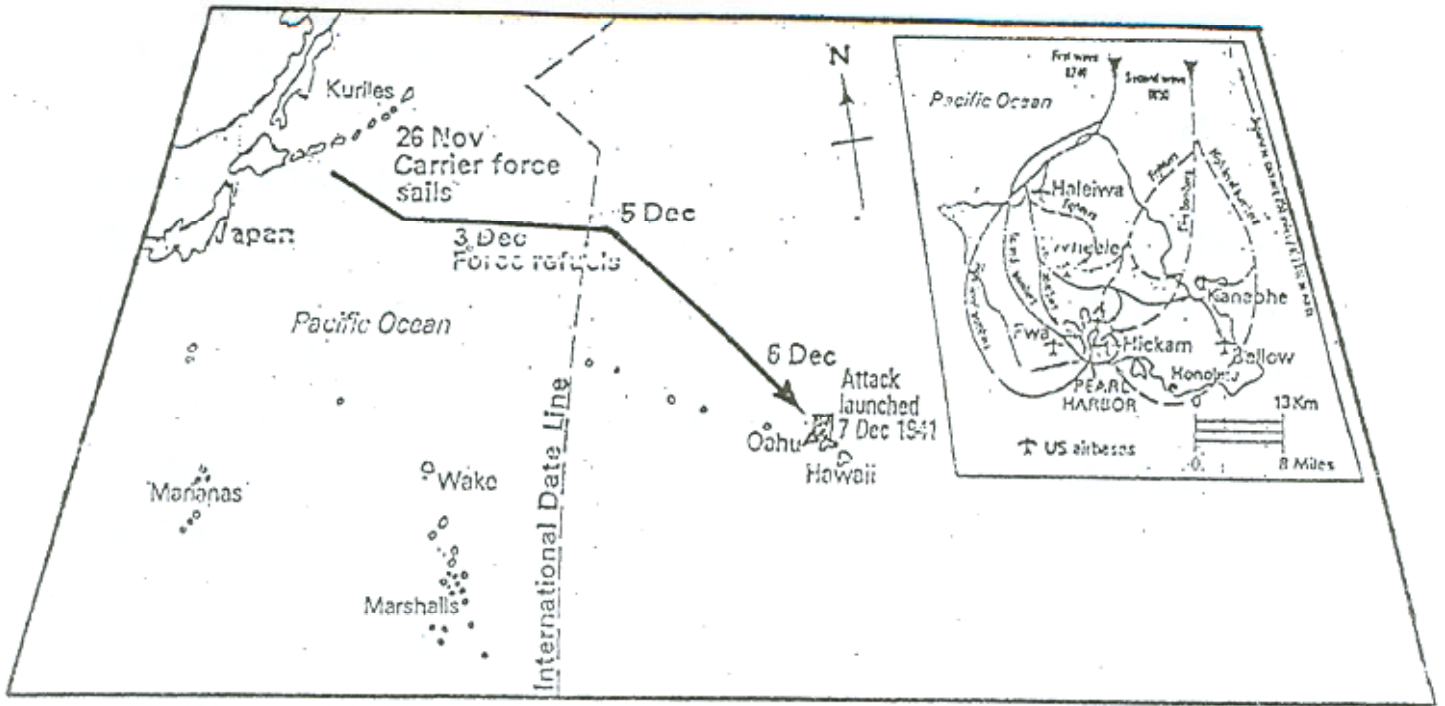 Kuriles
26 Nov
Carrier force
sails
5 Dec
Japan
3 Dec
Force refuels
Pacific Ocean
6 Dec
Attack
launched
7 Dec 1941
Oahu
Hawaii
Marianas
Wake
Marshalls
International Date Line
N
First wave
Second wave
Pacific Ocean
Haleiwa
Kaneohe
Ewa
Hickam
Bellow
PEARL
HARBOR
US airbases
0
13 Km
0
8 Miles